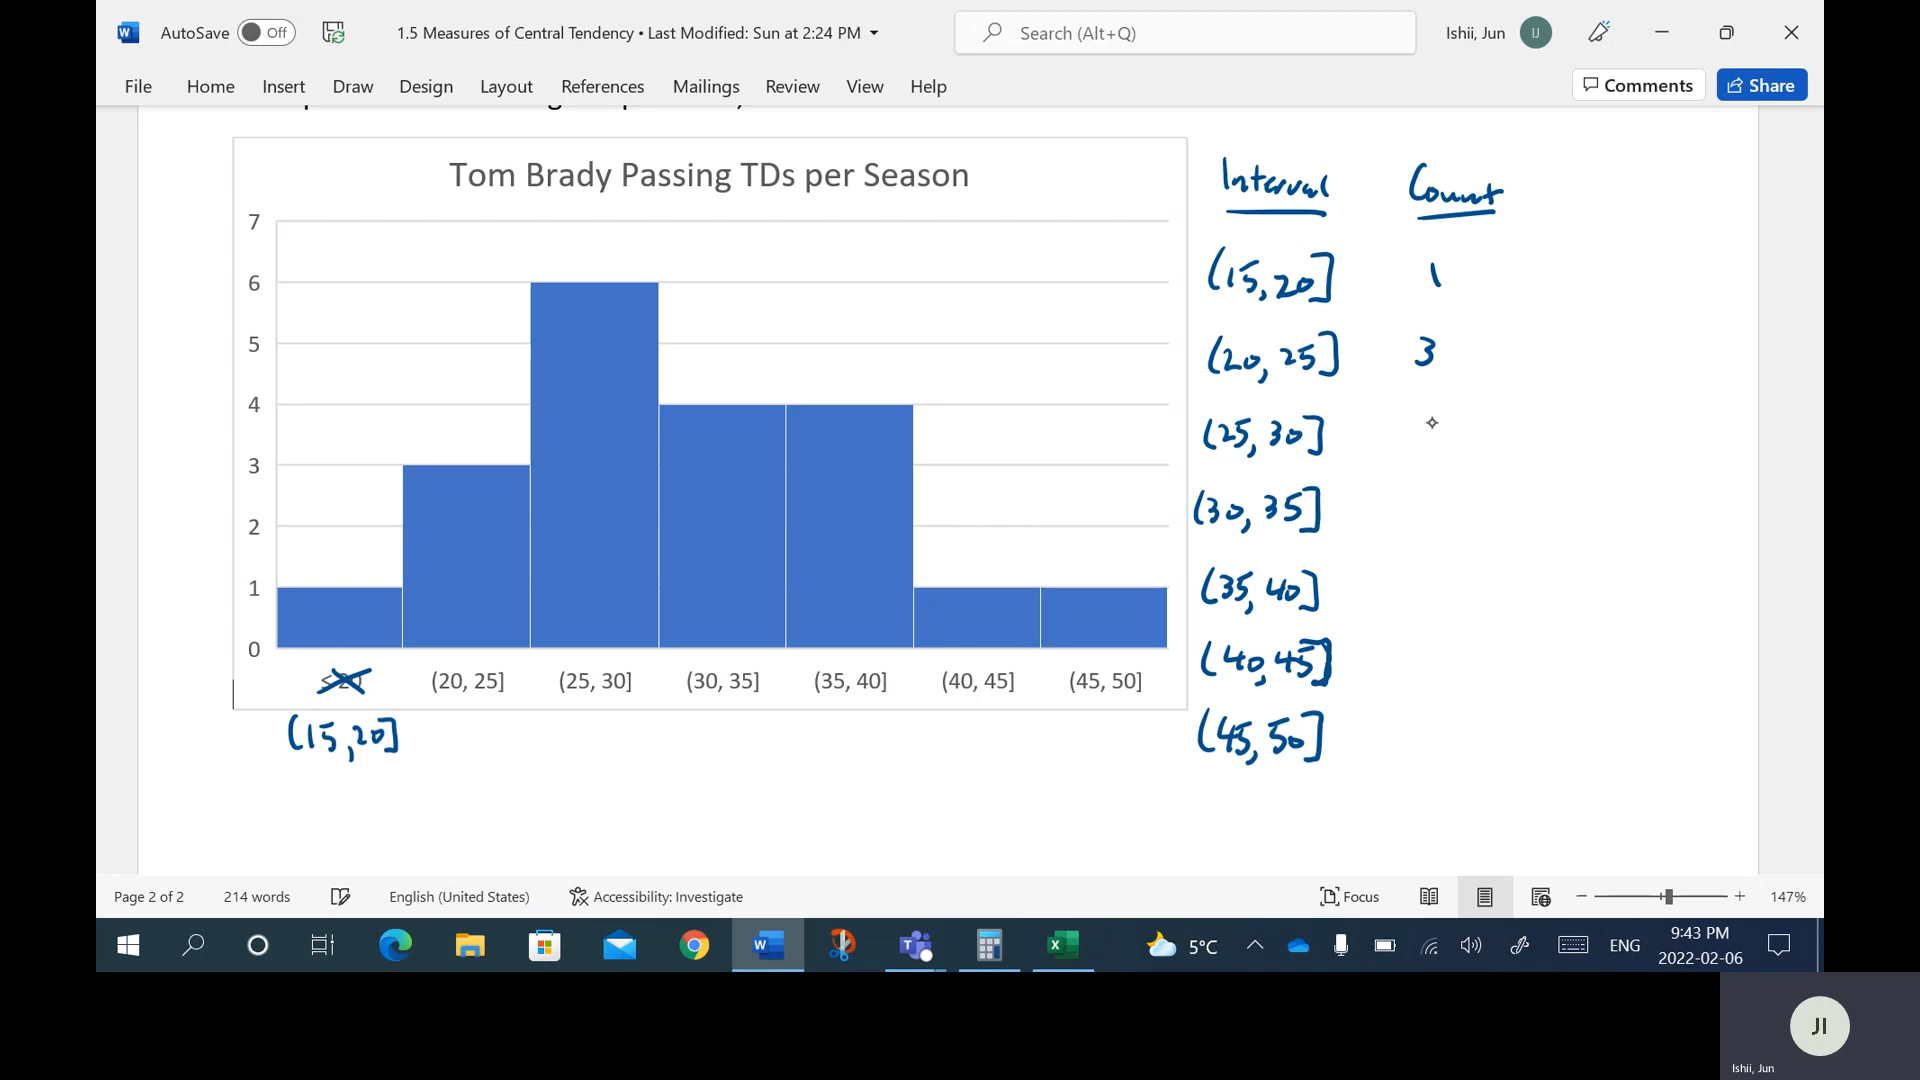 AutoSave Off 1.5 Measures of Central Tendency • Last Modified: Sun at 2:24 PM Search (Alt+Q) Ishii, Jun IJ
File Home Insert Draw Design Layout References Mailings Review View Help Comments Share
Tom Brady Passing TDs per Season
7
6
5
4
3
2
1
0
(20, 25] (25, 30] (30, 35] (35, 40] (40, 45] (45, 50]
(15,20]
Interval Count
(15,20] 1
(20, 25] 3
(25, 30]
(30, 35]
(35, 40]
(40, 45]
(45, 50]
Page 2 of 2 214 words English (United States) Accessibility: Investigate Focus 147%
5°C ENG 9:43 PM
2022-02-06
JI
Ishii, Jun